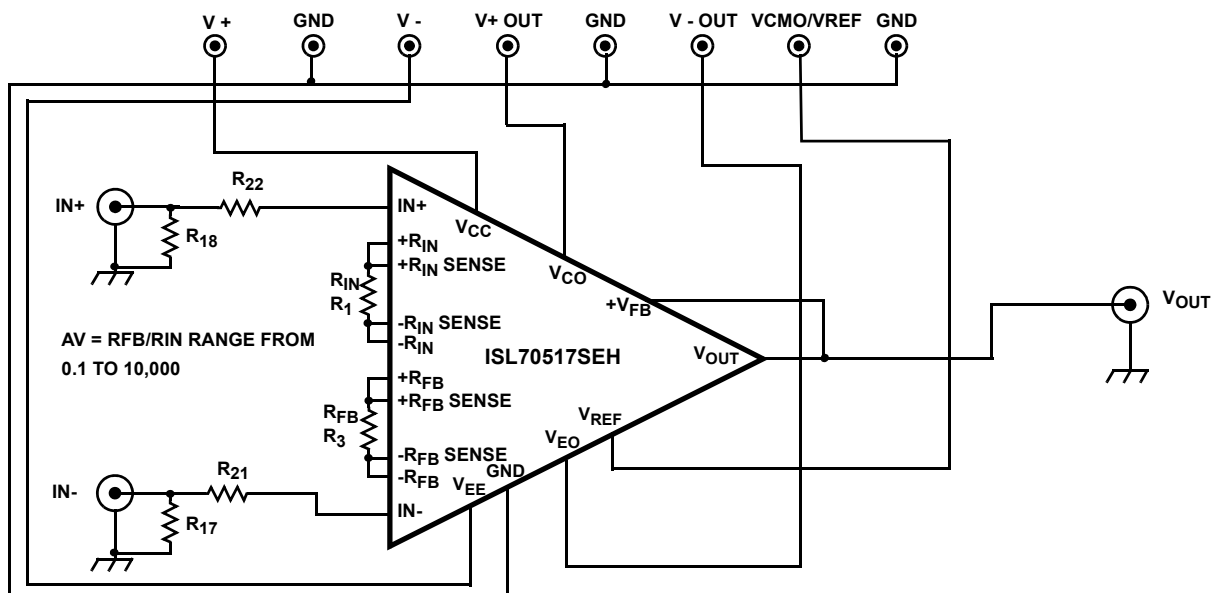 V +
GND
V -
V+ OUT
GND
V - OUT
VCMO/VREF
GND
R22
IN+
R18
IN+
VCC
+RIN
+RIN SENSE
VCO
RIN
R1
+VFB
-RIN SENSE
-RIN
AV = RFB/RIN RANGE FROM
0.1 TO 10,000
ISL70517SEH
VOUT
VOUT
+RFB
+RFB SENSE
RFB
R3
VREF
VEO
-RFB SENSE
GND
-RFB
VEE
R21
IN-
IN-
R17